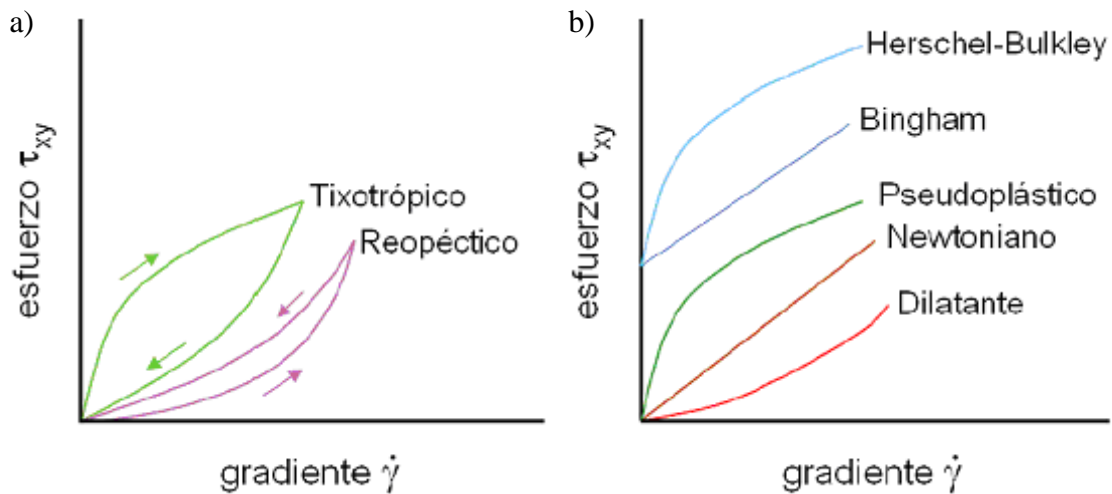 a)
esfuerzo τxy
Tixotrópico
Reopéctico
gradiente γ̇
b)
esfuerzo τxy
Herschel-Bulkley
Bingham
Pseudoplástico
Newtoniano
Dilatante
gradiente γ̇